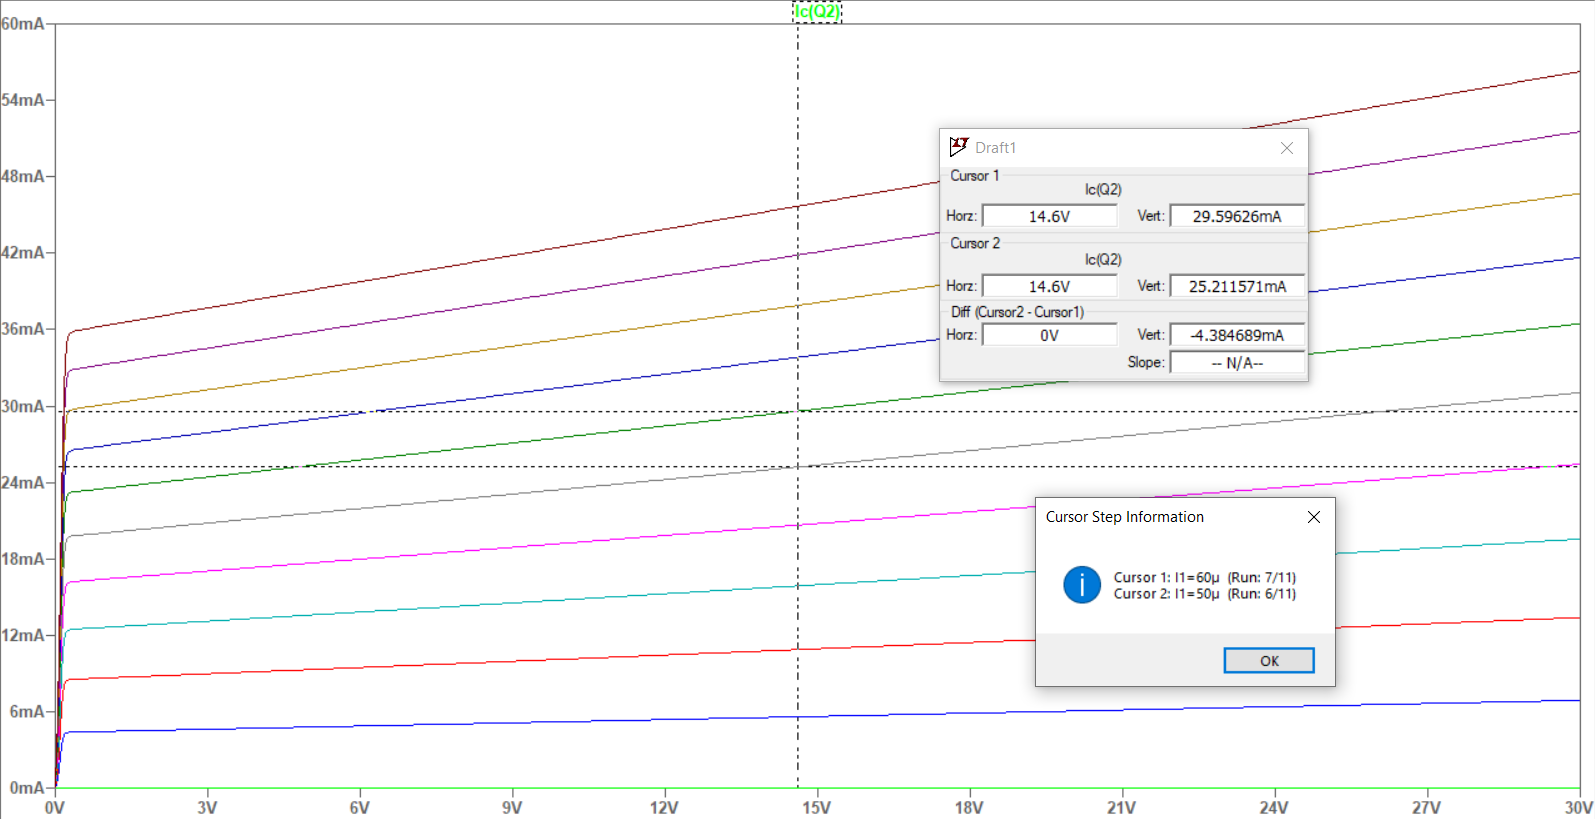 Ic(Q2)
60mA
54mA
48mA
42mA
36mA
30mA
24mA
18mA
12mA
6mA
0mA
0V 3V 6V 9V 12V 15V 18V 21V 24V 27V 30V
Draft1
Cursor 1
Ic(Q2)
Horz: 14.6V Vert: 29.59626mA
Cursor 2
Ic(Q2)
Horz: 14.6V Vert: 25.211571mA
Diff (Cursor2 - Cursor1)
Horz: 0V Vert: -4.384689mA
Slope: -- N/A--
Cursor Step Information
Cursor 1: I1=60µ (Run: 7/11)
Cursor 2: I1=50µ (Run: 6/11)
OK